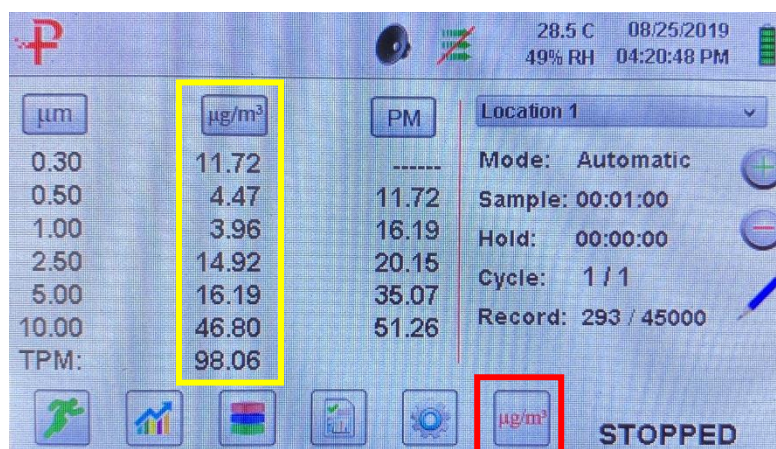 28.5 C 08/25/2019
49% RH 04:20:48 PM
µm µg/m³ PM
Location 1
0.30 11.72 ------
Mode: Automatic
0.50 4.47 11.72
Sample: 00:01:00
1.00 3.96 16.19
Hold: 00:00:00
2.50 14.92 20.15
Cycle: 1 / 1
5.00 16.19 35.07
Record: 293 / 45000
10.00 46.80 51.26
TPM: 98.06
µg/m³
STOPPED